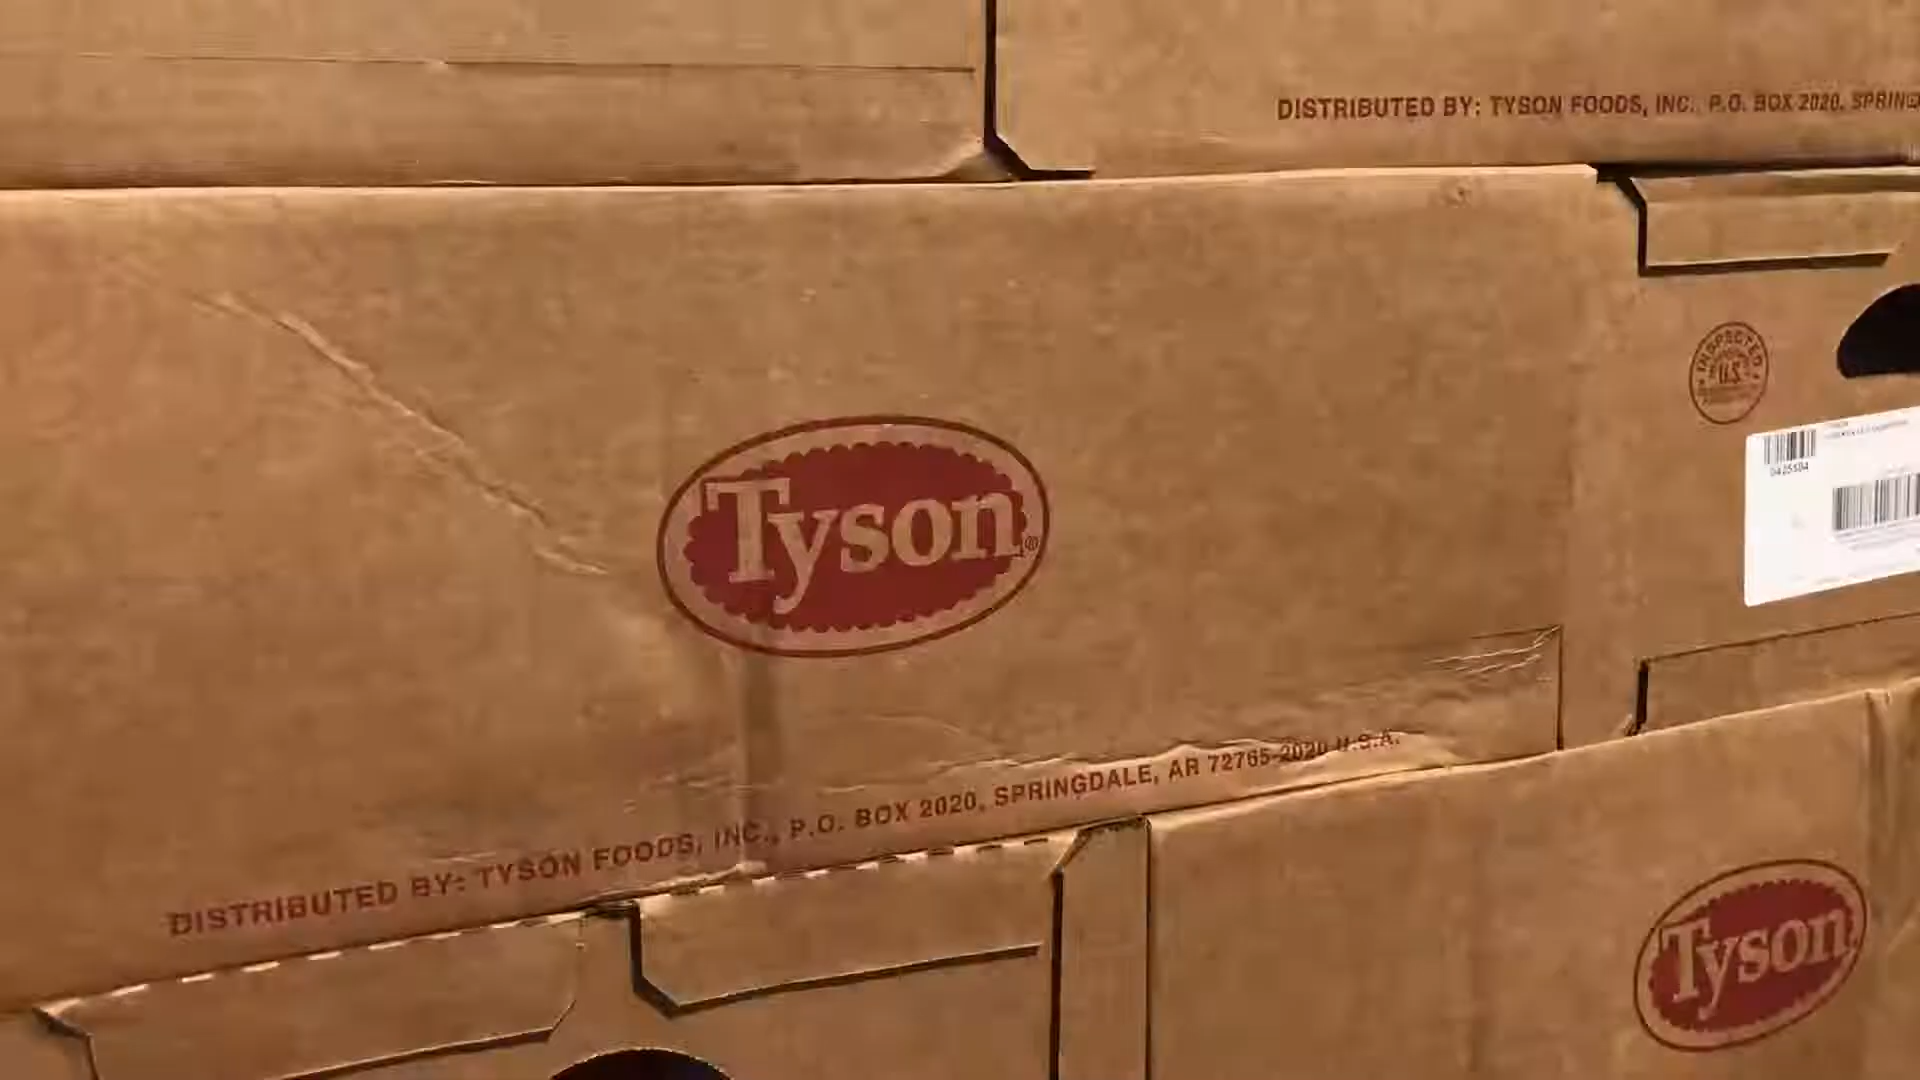 DISTRIBUTED BY: TYSON FOODS, INC., P.O. BOX 2020, SPRING
INSPECTED
U.S.
Tyson®
DISTRIBUTED BY: TYSON FOODS, INC., P.O. BOX 2020, SPRINGDALE, AR 72765-2020 U.S.A.
Tyson